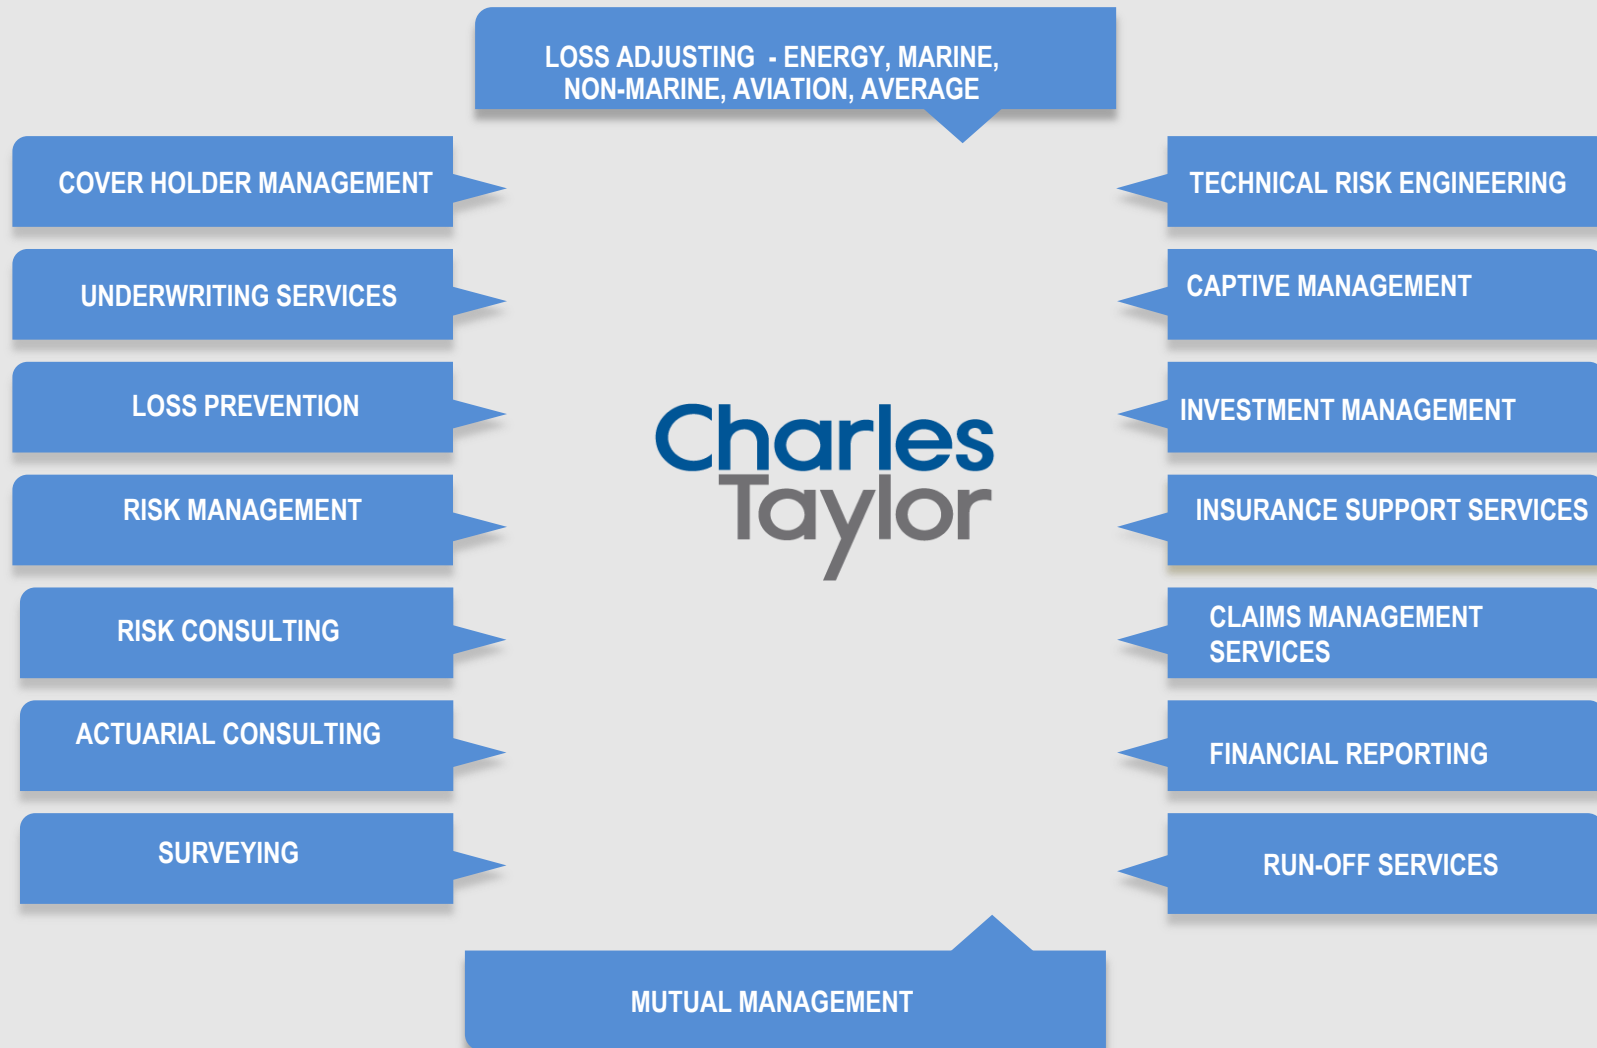 LOSS ADJUSTING - ENERGY, MARINE,
NON-MARINE, AVIATION, AVERAGE
COVER HOLDER MANAGEMENT
UNDERWRITING SERVICES
LOSS PREVENTION
RISK MANAGEMENT
RISK CONSULTING
ACTUARIAL CONSULTING
SURVEYING
Charles
Taylor
TECHNICAL RISK ENGINEERING
CAPTIVE MANAGEMENT
INVESTMENT MANAGEMENT
INSURANCE SUPPORT SERVICES
CLAIMS MANAGEMENT
SERVICES
FINANCIAL REPORTING
RUN-OFF SERVICES
MUTUAL MANAGEMENT